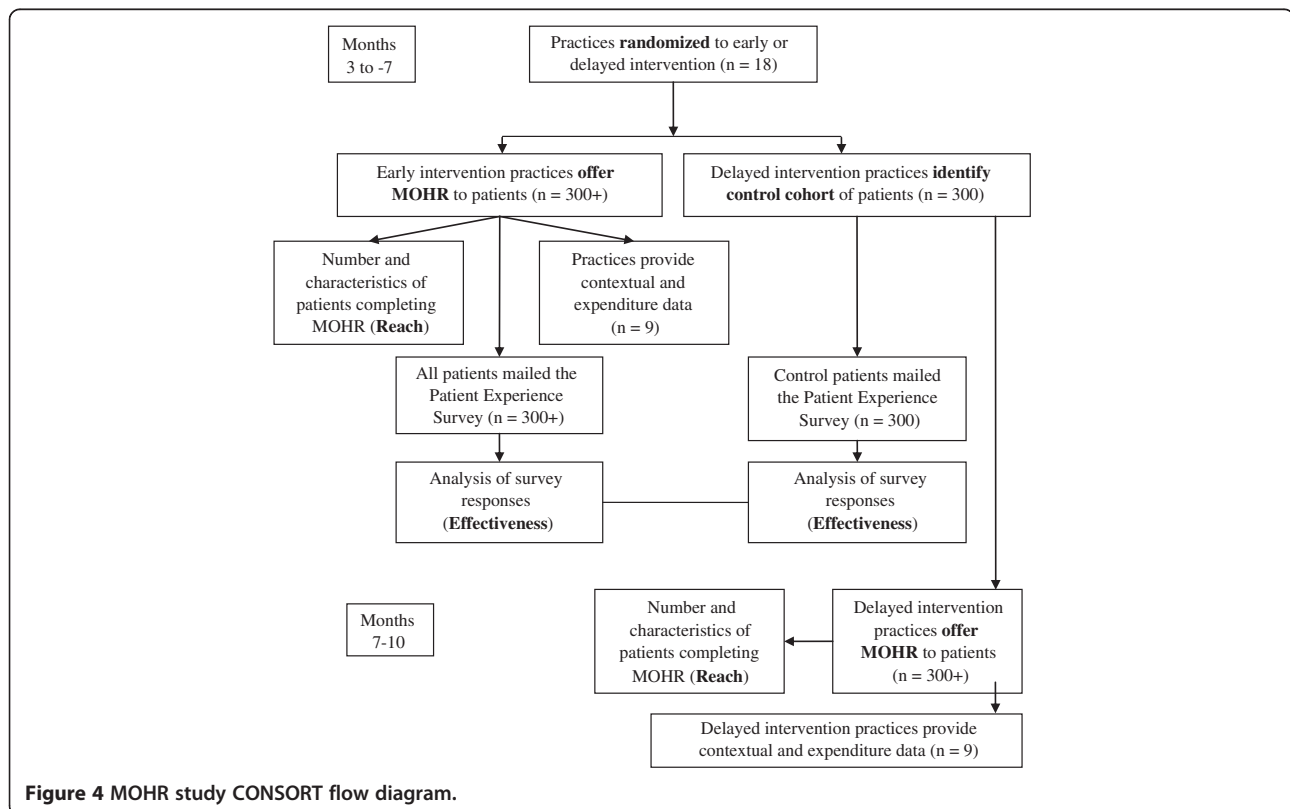 Months
3 to -7
Practices randomized to early or
delayed intervention (n = 18)
Early intervention practices offer
MOHR to patients (n = 300+)
Delayed intervention practices identify
control cohort of patients (n = 300)
Number and
characteristics of
patients completing
MOHR (Reach)
Practices provide
contextual and
expenditure data
(n = 9)
All patients mailed the
Patient Experience
Survey (n = 300+)
Control patients mailed
the Patient Experience
Survey (n = 300)
Analysis of survey
responses
(Effectiveness)
Analysis of survey
responses
(Effectiveness)
Months
7-10
Number and
characteristics of
patients completing
MOHR (Reach)
Delayed intervention
practices offer
MOHR to patients
(n = 300+)
Delayed intervention practices provide
contextual and expenditure data (n = 9)
Figure 4 MOHR study CONSORT flow diagram.